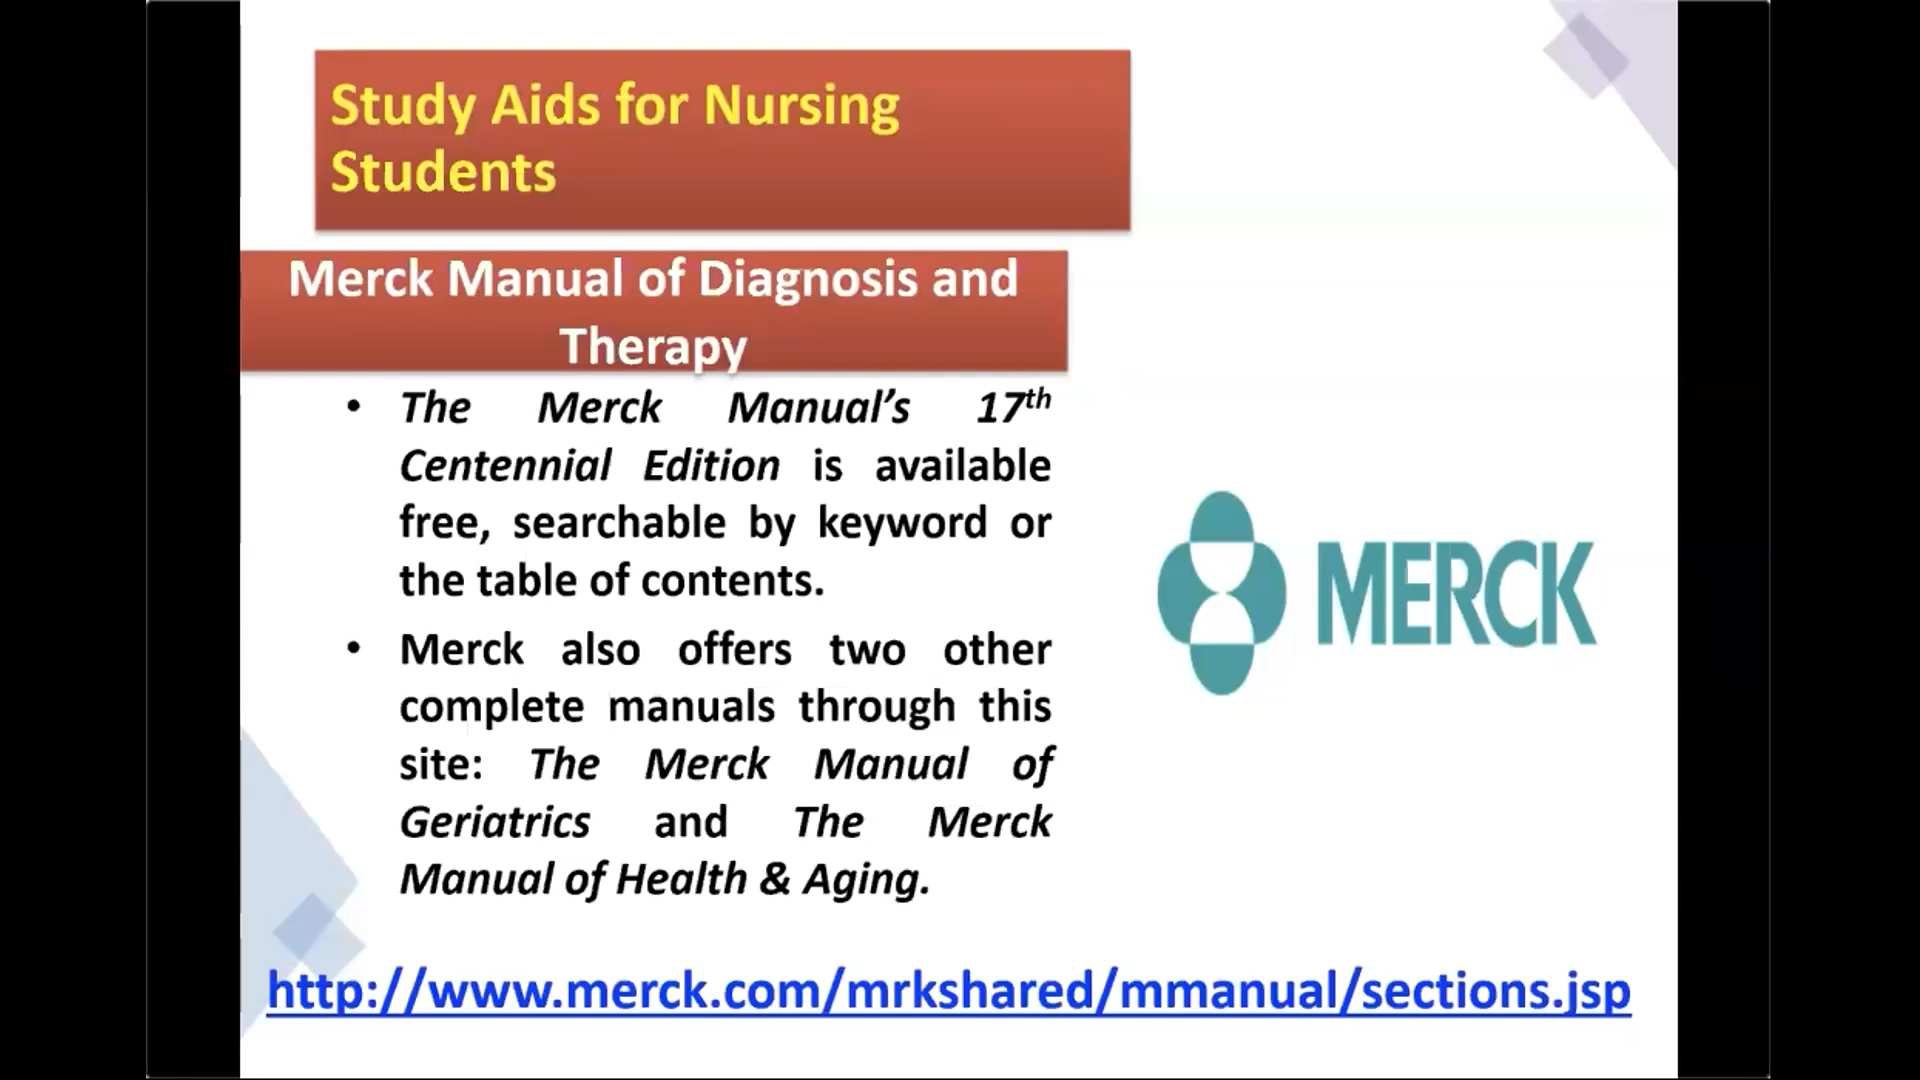 Study Aids for Nursing
Students
Merck Manual of Diagnosis and
Therapy
• The Merck Manual’s 17th
Centennial Edition is available
free, searchable by keyword or
the table of contents.
• Merck also offers two other
complete manuals through this
site: The Merck Manual of
Geriatrics and The Merck
Manual of Health & Aging.
MERCK
http://www.merck.com/mrkshared/mmanual/sections.jsp